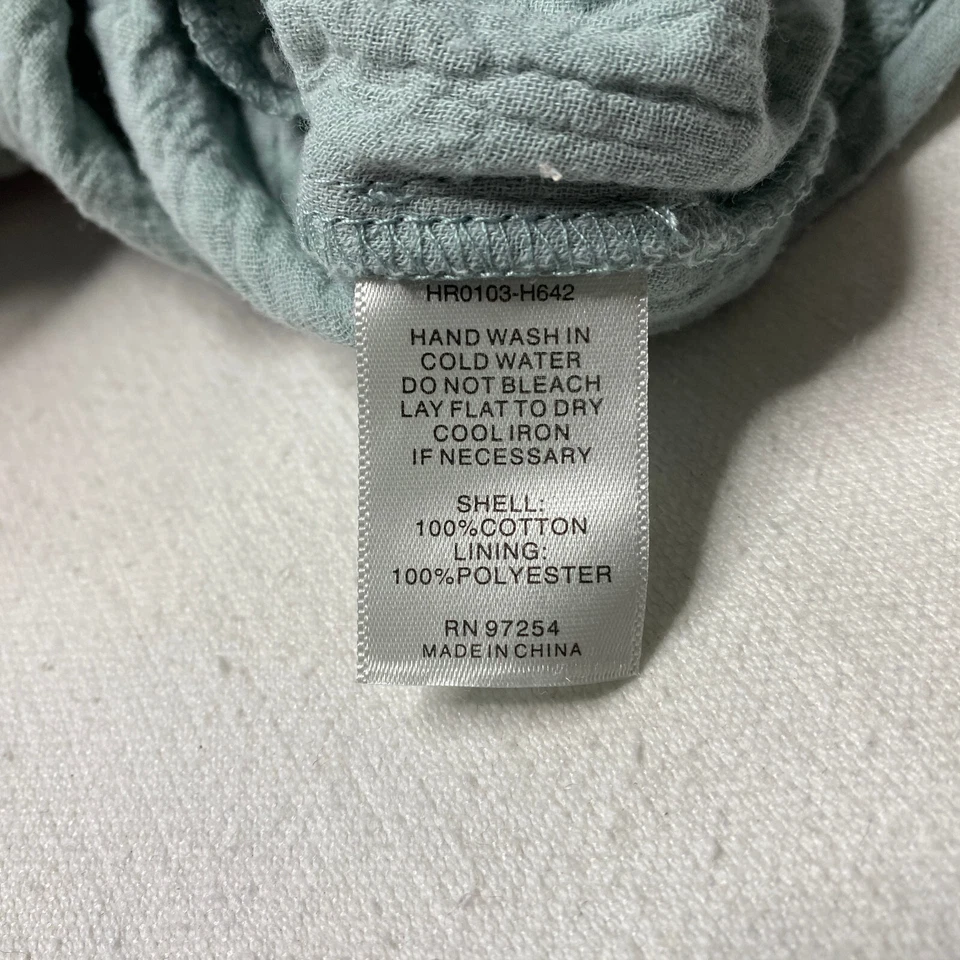 HR0103-H642
HAND WASH IN
COLD WATER
DO NOT BLEACH
LAY FLAT TO DRY
COOL IRON
IF NECESSARY
SHELL:
100%COTTON
LINING:
100%POLYESTER
RN 97254
MADE IN CHINA